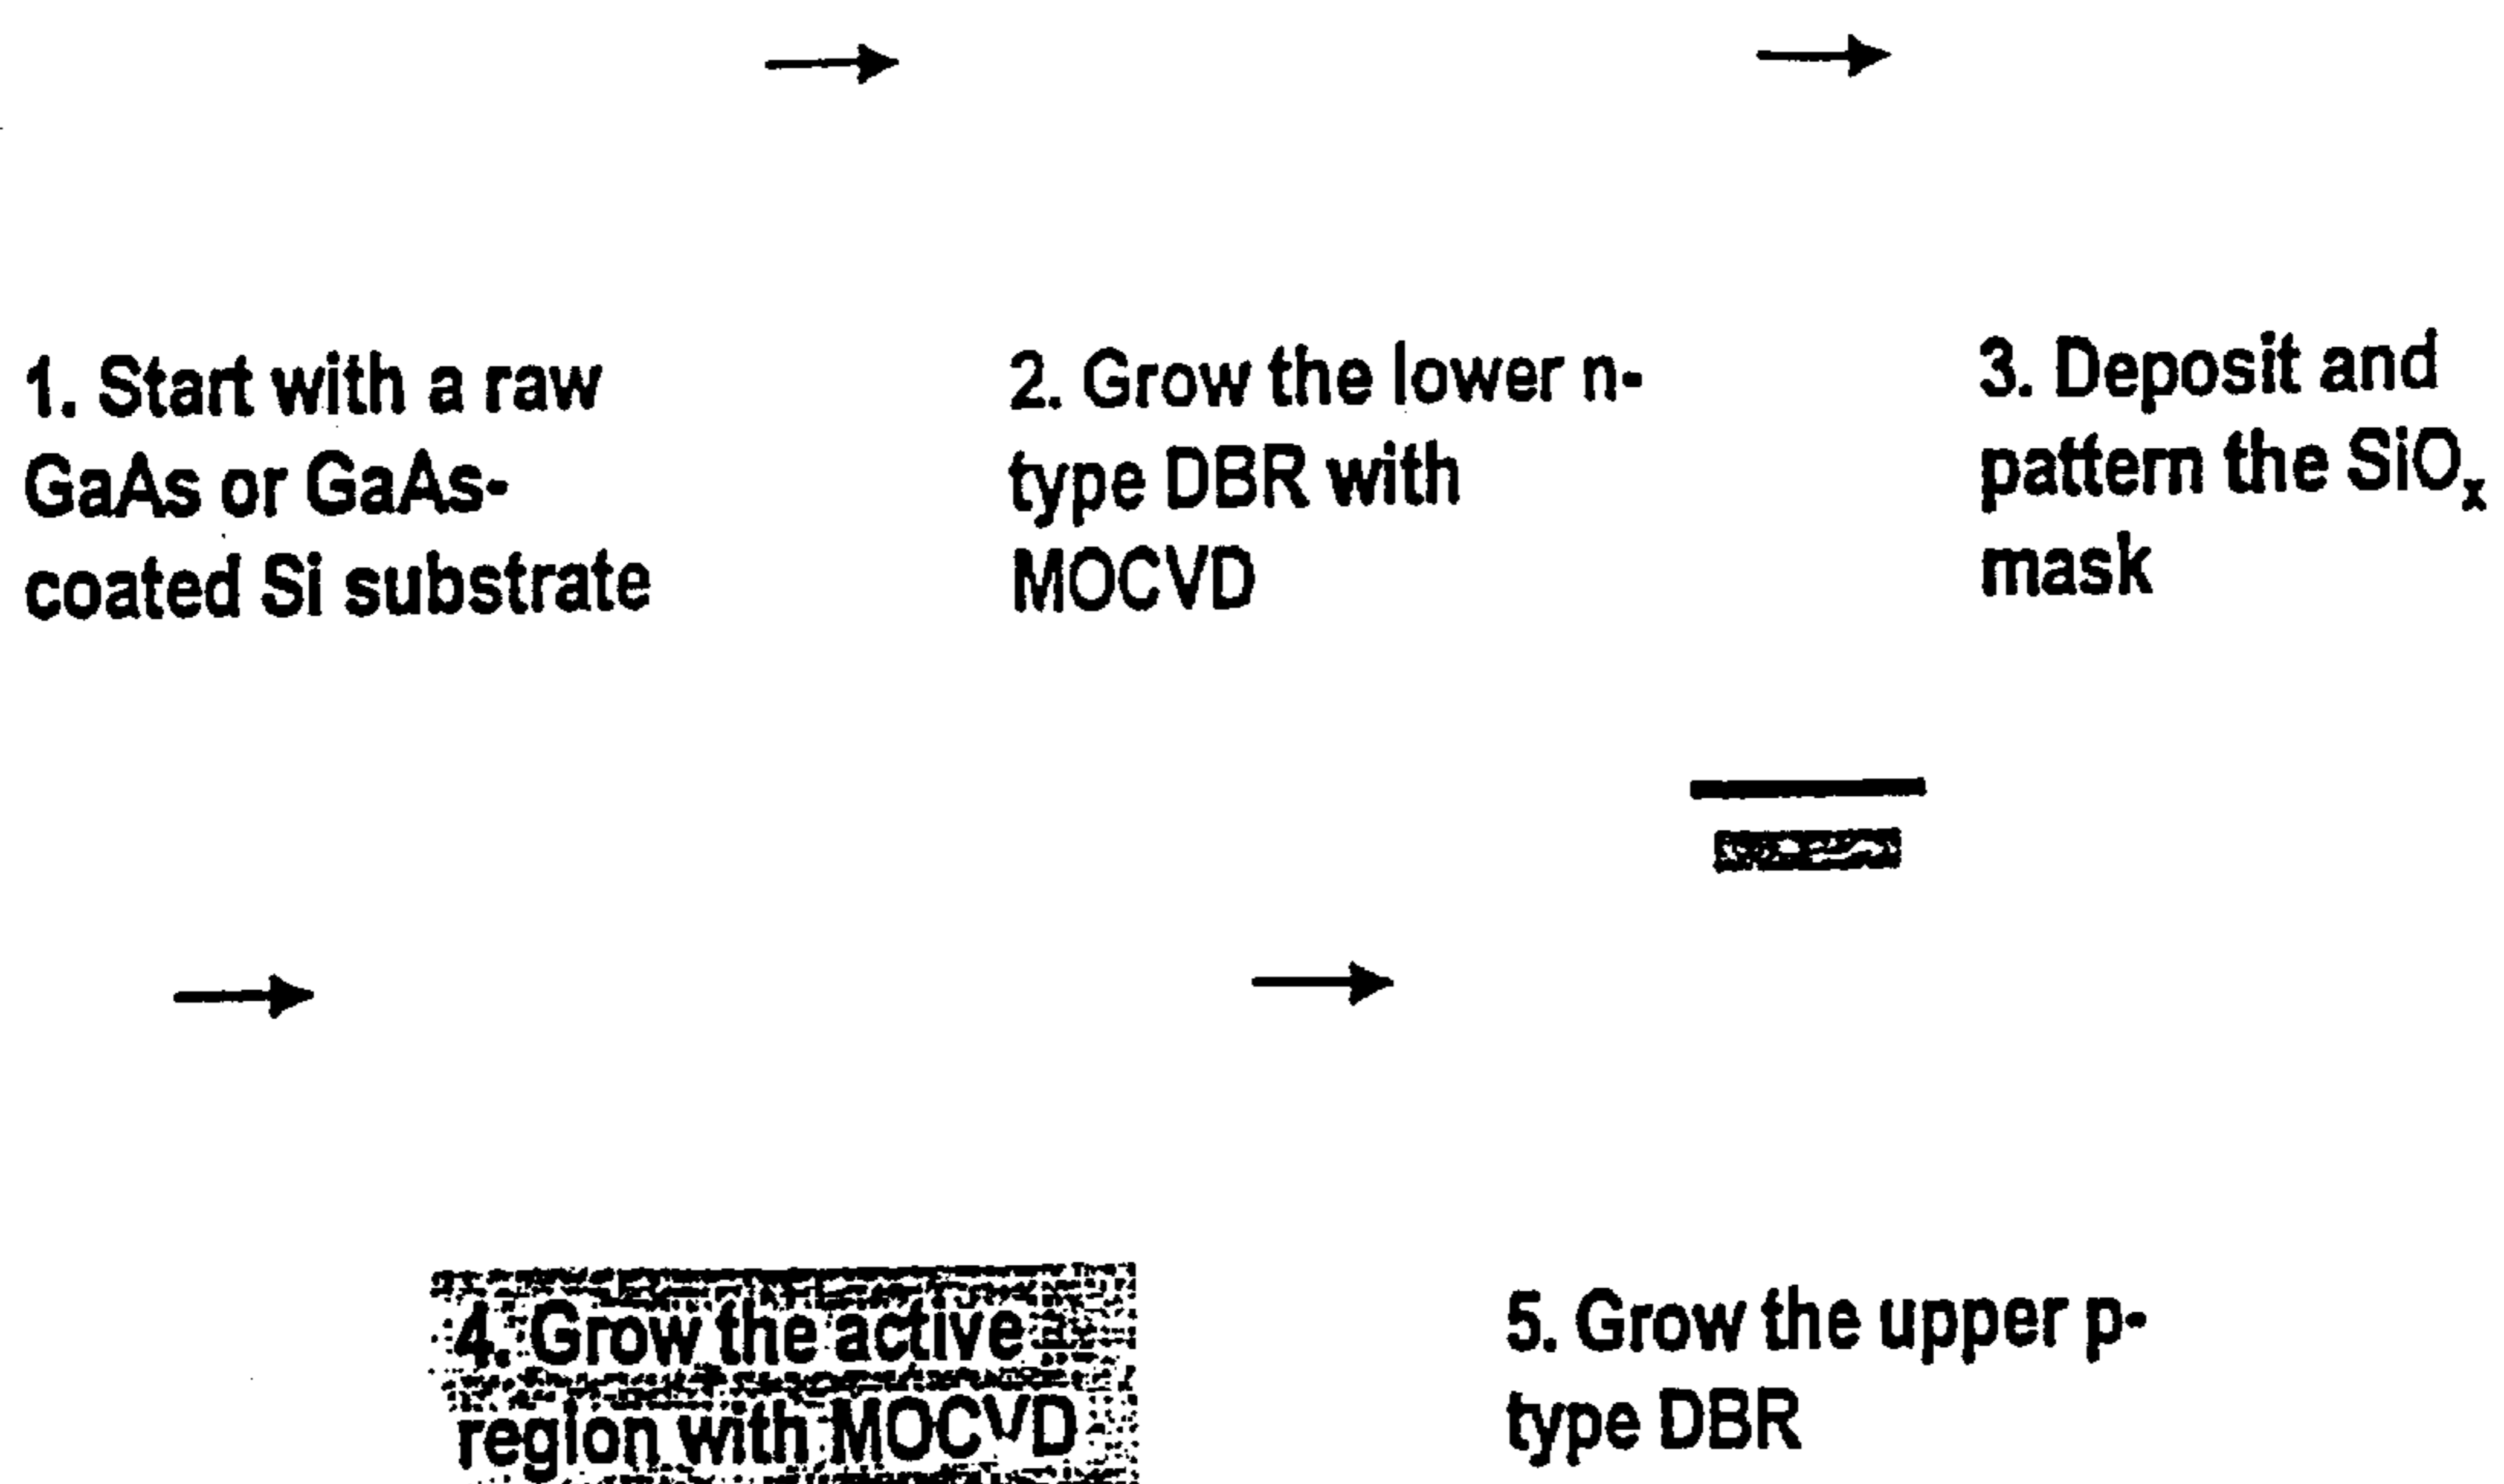 1. Start with a raw
GaAs or GaAs-
coated Si substrate
2. Grow the lower n-
type DBR with
MOCVD
3. Deposit and
pattern the SiOₓ
mask
4. Grow the active
region with MOCVD
5. Grow the upper p-
type DBR